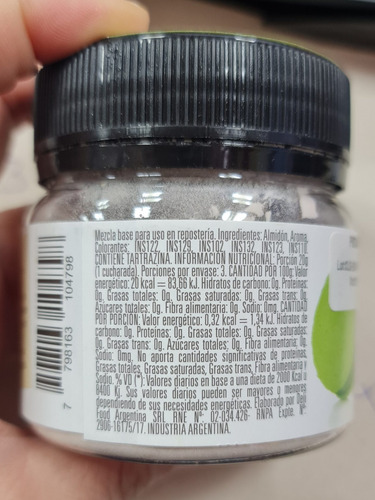 Mezcla base para uso en repostería. Ingredientes: Almidón, Aroma,
Colorantes: INS122, INS129, INS102, INS132, INS123, INS110
CONTIENE TARTRAZINA. INFORMACIÓN NUTRICIONAL: Porción 20g
(1 cucharada). Porciones por envase: 3. CANTIDAD POR 100g: Valor
energético: 20 kcal = 83,66 kJ. Hidratos de carbono: 0g. Proteínas:
0g. Grasas totales: 0g. Grasas saturadas: 0g. Grasas trans: 0g.
Azúcares totales: 0g. Fibra alimentaria: 0g. Sodio: 0mg. CANTIDAD
POR PORCIÓN: Valor energético: 0,32 kcal = 1,34 kJ. Hidratos de
carbono: 0g. Proteínas: 0g. Grasas totales: 0g. Grasas saturadas:
0g. Grasas trans: 0g. Azúcares totales: 0g. Fibra alimentaria: 0g.
Sodio: 0mg. No aporta cantidades significativas de proteínas,
Grasas totales, Grasas saturadas, Grasas trans, Fibra alimentaria y
Sodio. % VD (*): Valores diarios en base a una dieta de 2000 Kcal o
8400 Kj. Sus valores diarios pueden ser mayores o menores
dependiendo de sus necesidades energéticas. Elaborado por Deni
Food Argentina SRL RNE N°: 02-034.426- RNPA Expte. N°:
2906-16175/17. INDUSTRIA ARGENTINA.
7 798163 104798